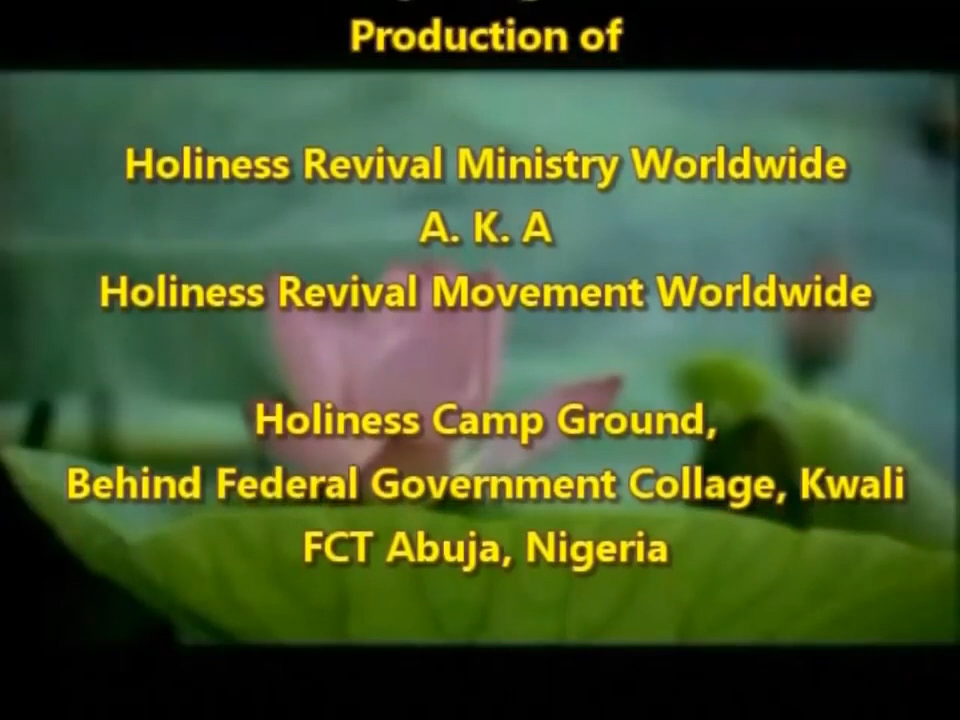 Production of
Holiness Revival Ministry Worldwide
A. K. A
Holiness Revival Movement Worldwide
Holiness Camp Ground,
Behind Federal Government Collage, Kwali
FCT Abuja, Nigeria